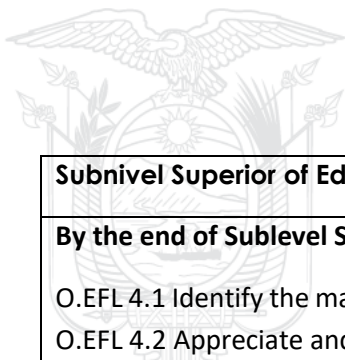 Subnivel Superior of Ed
By the end of Sublevel S
O.EFL 4.1 Identify the ma
O.EFL 4.2 Appreciate and